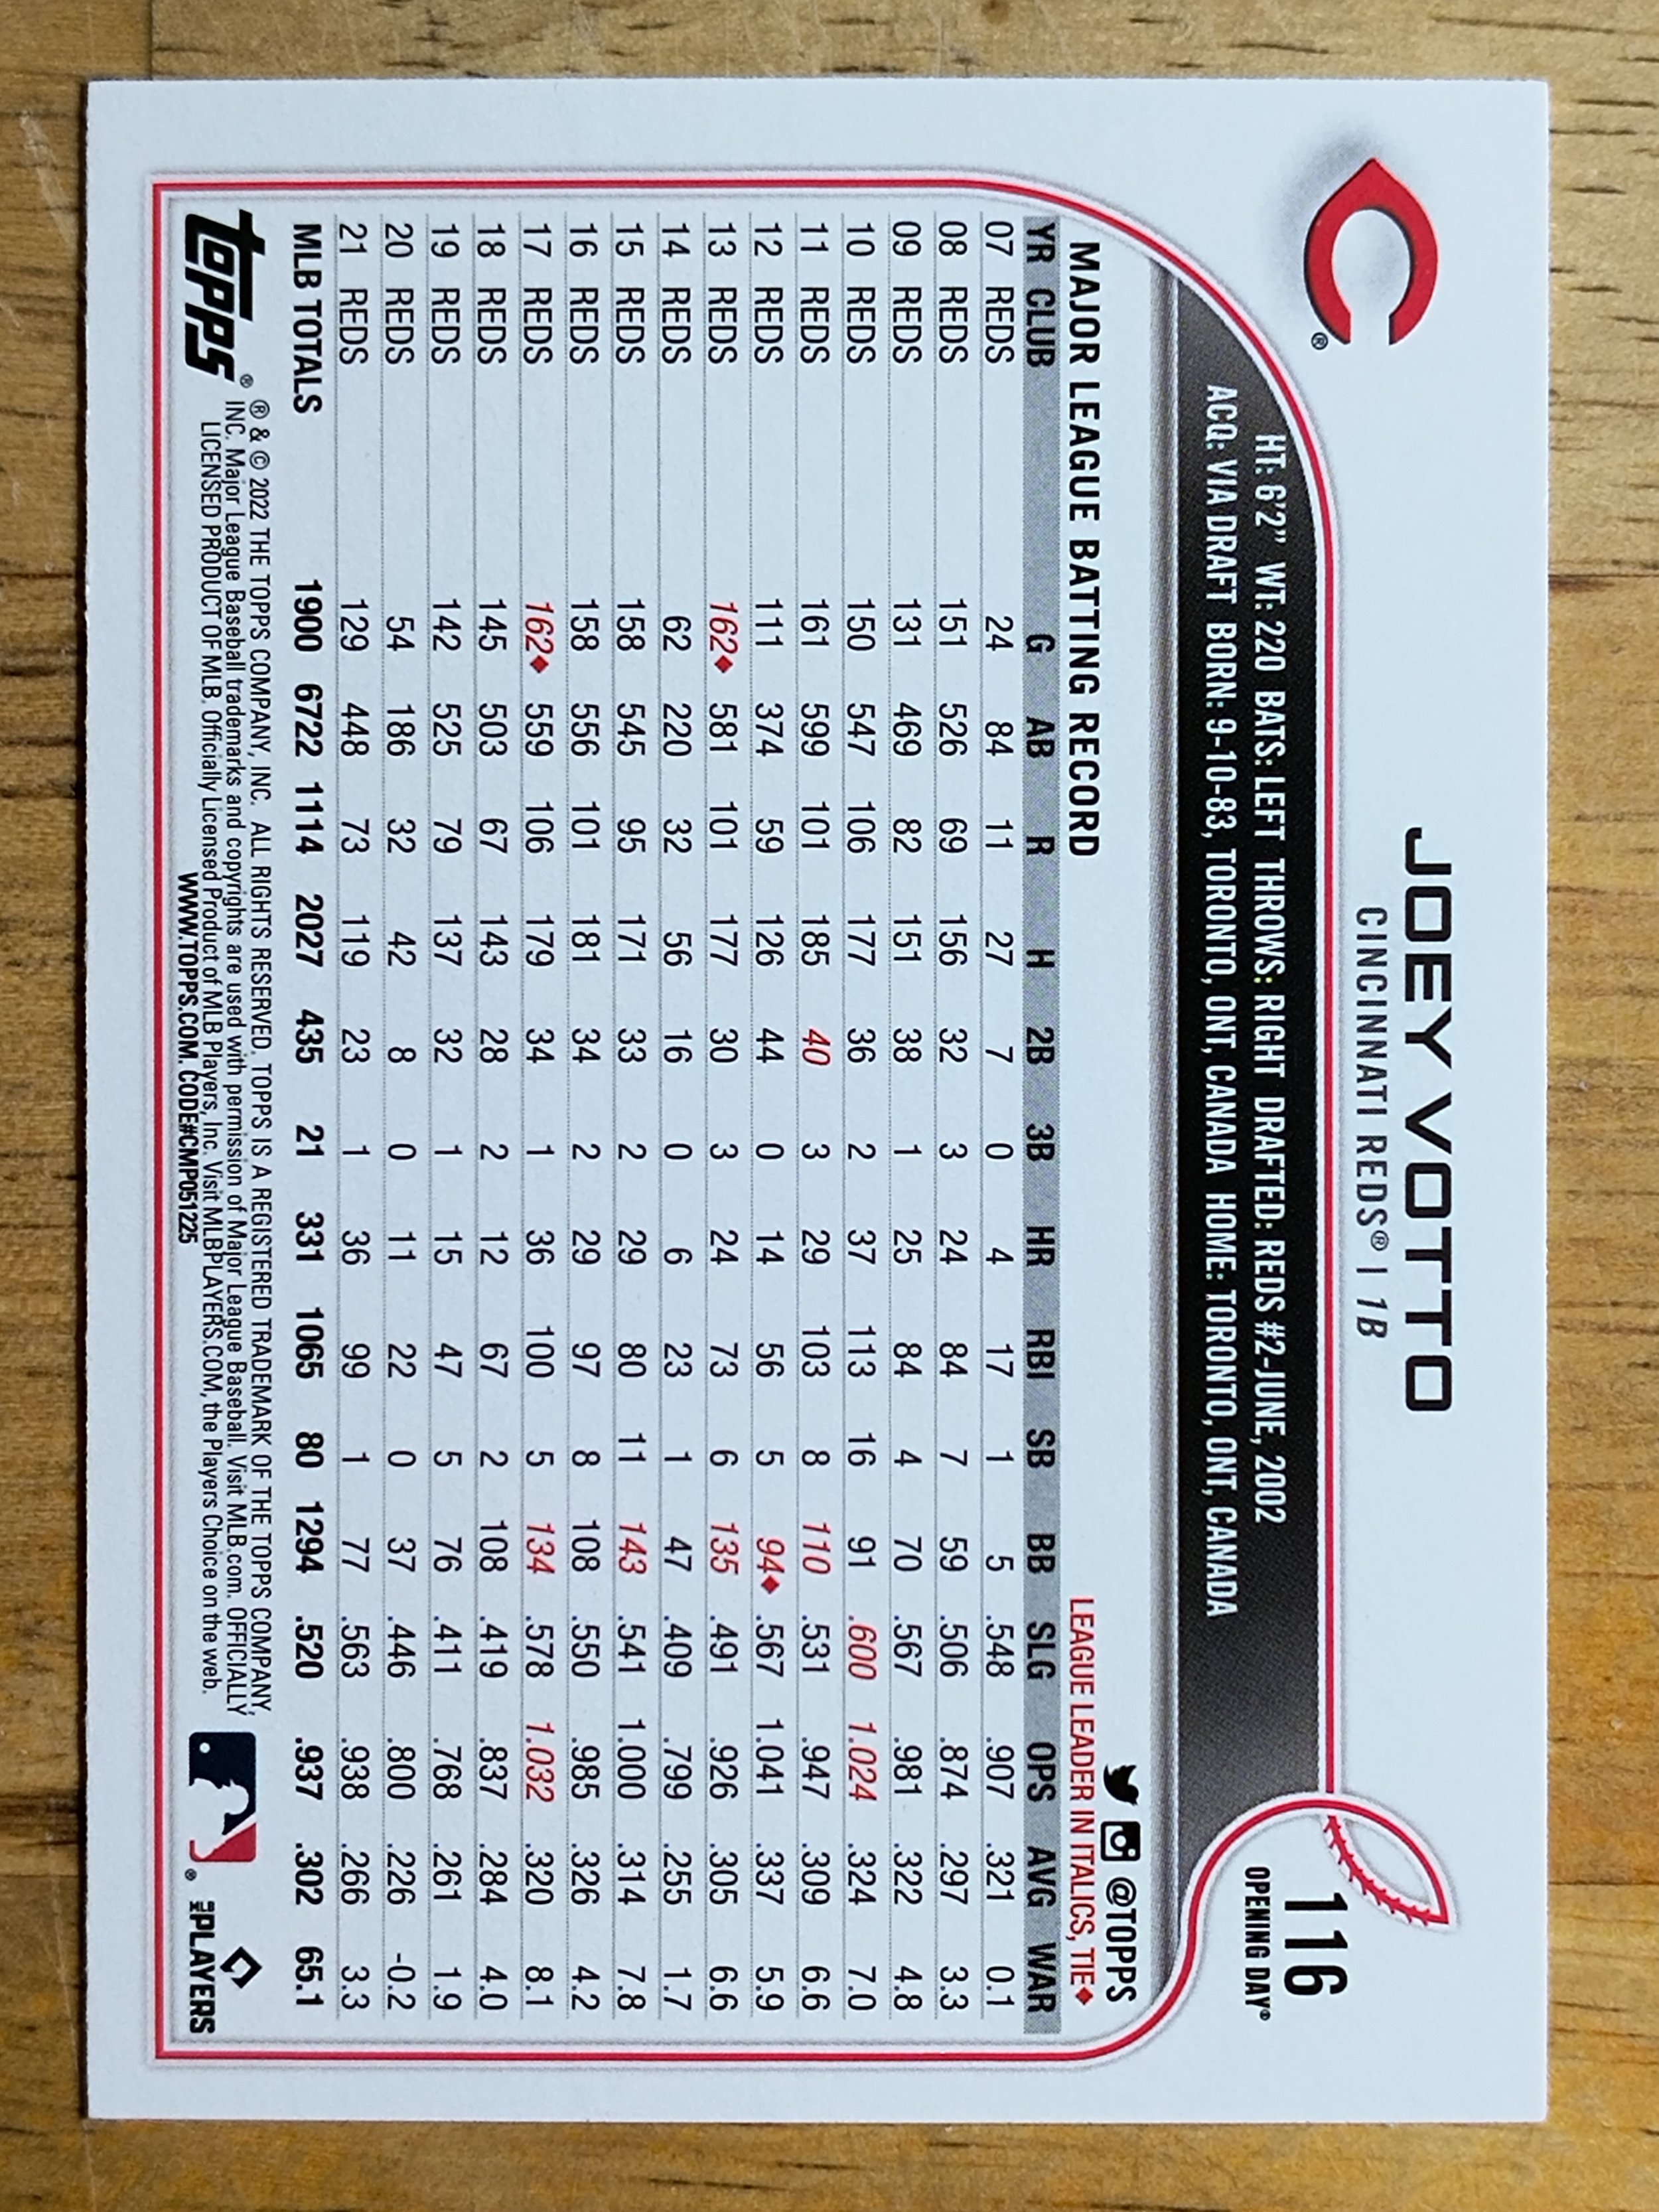 JOEY VOTTO
CINCINNATI REDS® | 1B
116
OPENING DAY®
®
HT: 6'2" WT: 220 BATS: LEFT THROWS: RIGHT DRAFTED: REDS #2-JUNE, 2002
ACQ: VIA DRAFT BORN: 9-10-83, TORONTO, ONT, CANADA HOME: TORONTO, ONT, CANADA
@TOPPS
MAJOR LEAGUE BATTING RECORD LEAGUE LEADER IN ITALICS, TIE♦
YR CLUB G AB R H 2B 3B HR RBI SB BB SLG OPS AVG WAR
07 REDS 24 84 11 27 7 0 4 17 1 5 .548 .907 .321 0.1
08 REDS 151 526 69 156 32 3 24 84 7 59 .506 .874 .297 3.3
09 REDS 131 469 82 151 38 1 25 84 4 70 .567 .981 .322 4.8
10 REDS 150 547 106 177 36 2 37 113 16 91 .600 1.024 .324 7.0
11 REDS 161 599 101 185 40 3 29 103 8 110 .531 .947 .309 6.6
12 REDS 111 374 59 126 44 0 14 56 5 94♦ .567 1.041 .337 5.9
13 REDS 162♦ 581 101 177 30 3 24 73 6 135 .491 .926 .305 6.6
14 REDS 62 220 32 56 16 0 6 23 1 47 .409 .799 .255 1.7
15 REDS 158 545 95 171 33 2 29 80 11 143 .541 1.000 .314 7.8
16 REDS 158 556 101 181 34 2 29 97 8 108 .550 .985 .326 4.2
17 REDS 162♦ 559 106 179 34 1 36 100 5 134 .578 1.032 .320 8.1
18 REDS 145 503 67 143 28 2 12 67 2 108 .419 .837 .284 4.0
19 REDS 142 525 79 137 32 1 15 47 5 76 .411 .768 .261 1.9
20 REDS 54 186 32 42 8 0 11 22 0 37 .446 .800 .226 -0.2
21 REDS 129 448 73 119 23 1 36 99 1 77 .563 .938 .266 3.3
MLB TOTALS 1900 6722 1114 2027 435 21 331 1065 80 1294 .520 .937 .302 65.1
topps®
® & © 2022 THE TOPPS COMPANY, INC. ALL RIGHTS RESERVED. TOPPS IS A REGISTERED TRADEMARK OF THE TOPPS COMPANY,
INC. Major League Baseball trademarks and copyrights are used with permission of Major League Baseball. Visit MLB.com. OFFICIALLY
LICENSED PRODUCT OF MLB. Officially Licensed Product of MLB Players, Inc. Visit MLBPLAYERS.COM, the Players Choice on the web.
WWW.TOPPS.COM. CODE#CMP051225
®
MLB PLAYERS